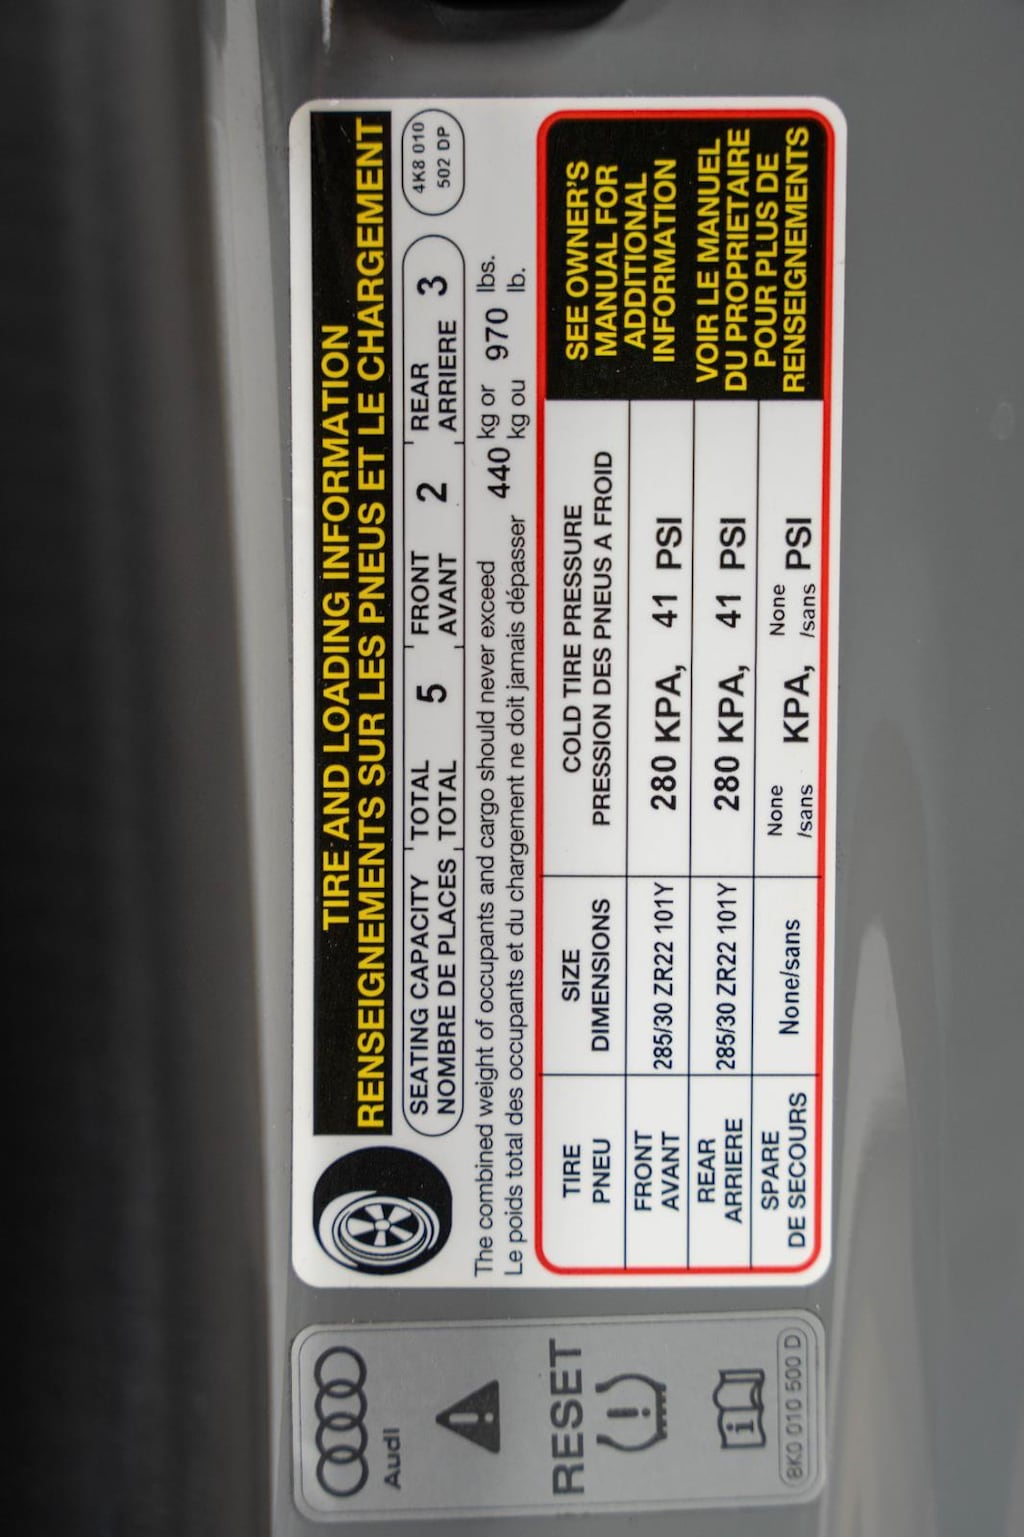 TIRE AND LOADING INFORMATION
RENSEIGNEMENTS SUR LES PNEUS ET LE CHARGEMENT
SEATING CAPACITY TOTAL 5 FRONT 2 REAR 3
NOMBRE DE PLACES TOTAL AVANT ARRIERE
4K8 010
502 DP
The combined weight of occupants and cargo should never exceed 440 kg or 970 lbs.
Le poids total des occupants et du chargement ne doit jamais dépasser kg ou lb.
TIRE SIZE COLD TIRE PRESSURE
PNEU DIMENSIONS PRESSION DES PNEUS A FROID
FRONT
AVANT 285/30 ZR22 101Y 280 KPA, 41 PSI
REAR
ARRIERE 285/30 ZR22 101Y 280 KPA, 41 PSI
SPARE
DE SECOURS None/sans None /sans KPA, None /sans PSI
SEE OWNER'S
MANUAL FOR
ADDITIONAL
INFORMATION
VOIR LE MANUEL
DU PROPRIETAIRE
POUR PLUS DE
RENSEIGNEMENTS
Audi
RESET
8K0 010 500 D